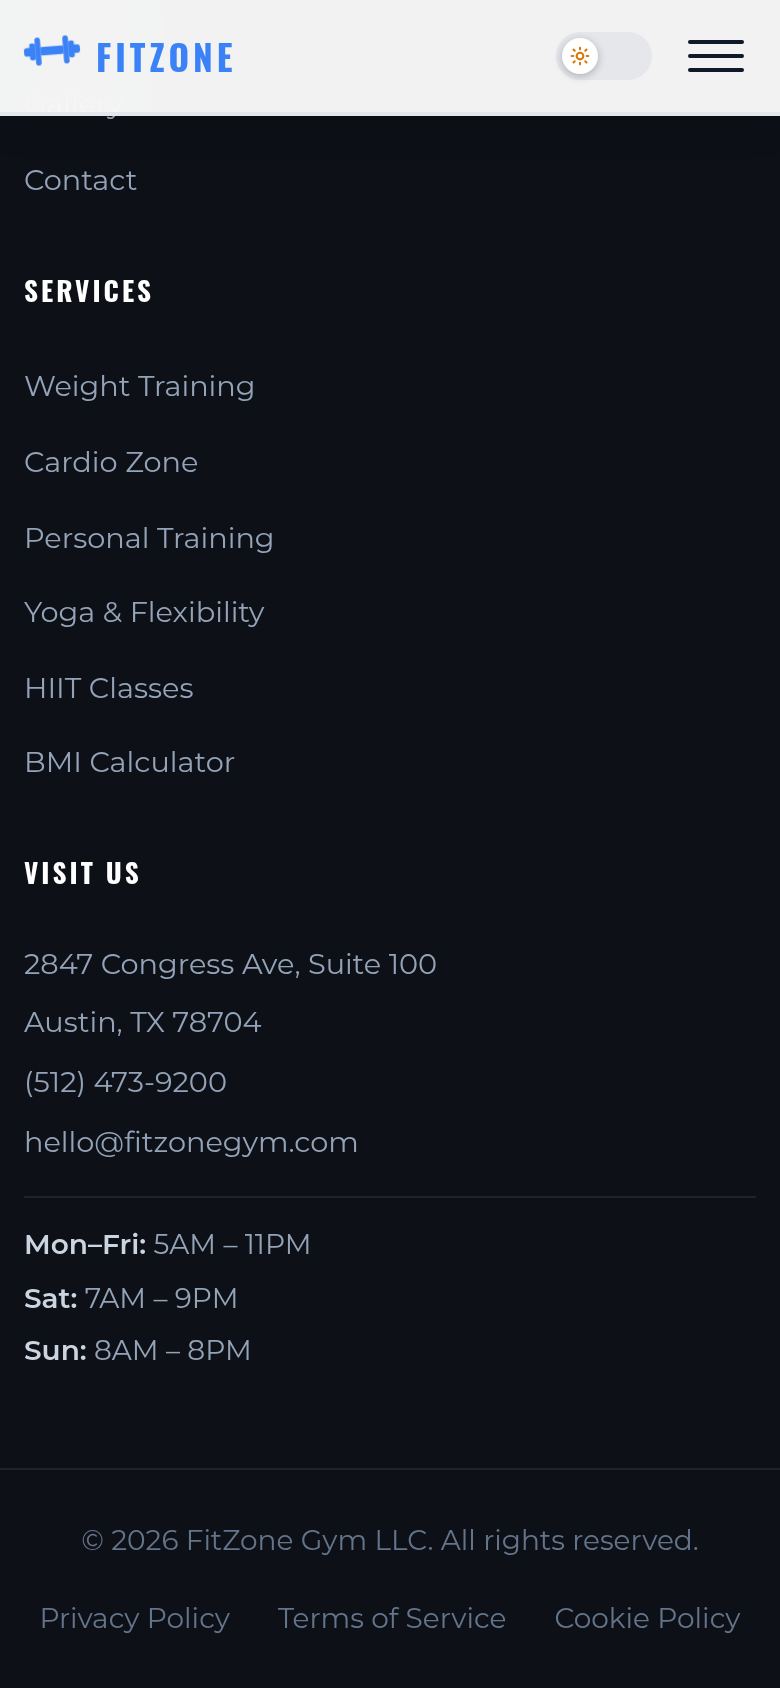 FITZONE
Gallery
Contact
SERVICES
Weight Training
Cardio Zone
Personal Training
Yoga & Flexibility
HIIT Classes
BMI Calculator
VISIT US
2847 Congress Ave, Suite 100
Austin, TX 78704
(512) 473-9200
hello@fitzonegym.com
Mon–Fri: 5AM – 11PM
Sat: 7AM – 9PM
Sun: 8AM – 8PM
© 2026 FitZone Gym LLC. All rights reserved.
Privacy Policy Terms of Service Cookie Policy